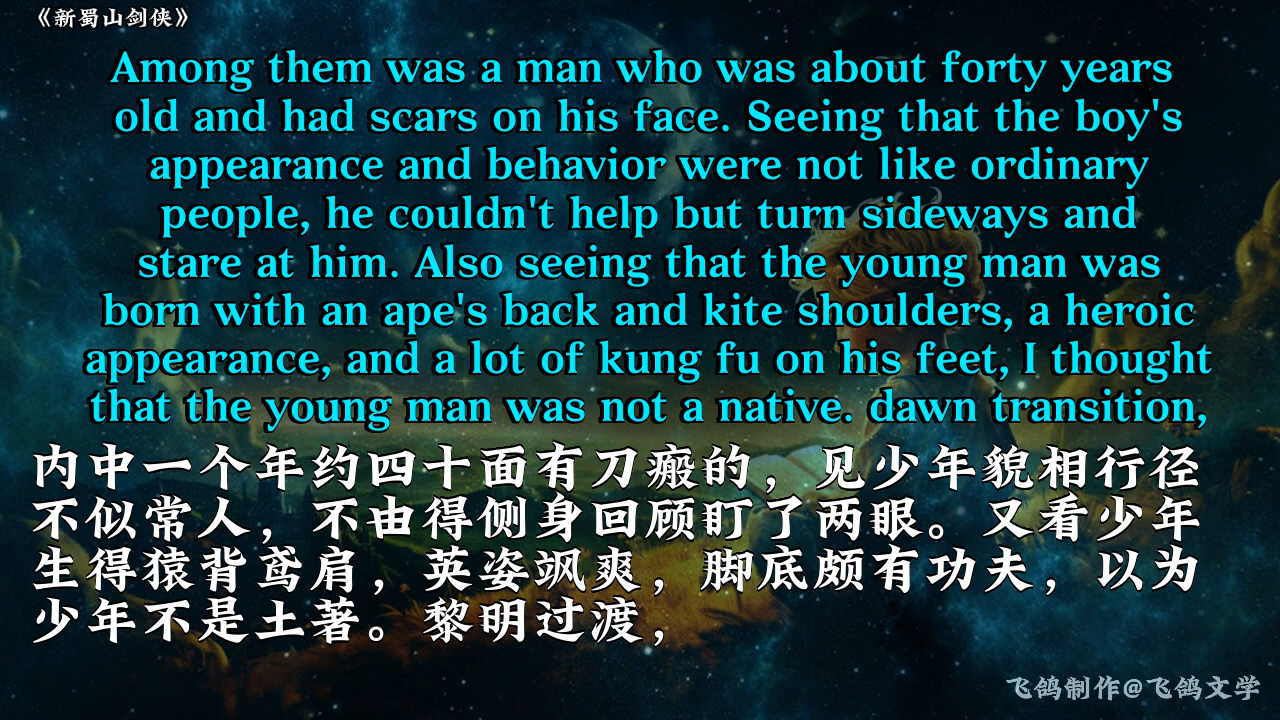 《新蜀山剑侠》
Among them was a man who was about forty years
old and had scars on his face. Seeing that the boy's
appearance and behavior were not like ordinary
people, he couldn't help but turn sideways and
stare at him. Also seeing that the young man was
born with an ape's back and kite shoulders, a heroic
appearance, and a lot of kung fu on his feet, I thought
that the young man was not a native. dawn transition,
内中一个年约四十面有刀瘢的，见少年貌相行径
不似常人，不由得侧身回顾盯了两眼。又看少年
生得猿背鸢肩，英姿飒爽，脚底颇有功夫，以为
少年不是土著。黎明过渡，
飞鸽制作@飞鸽文学